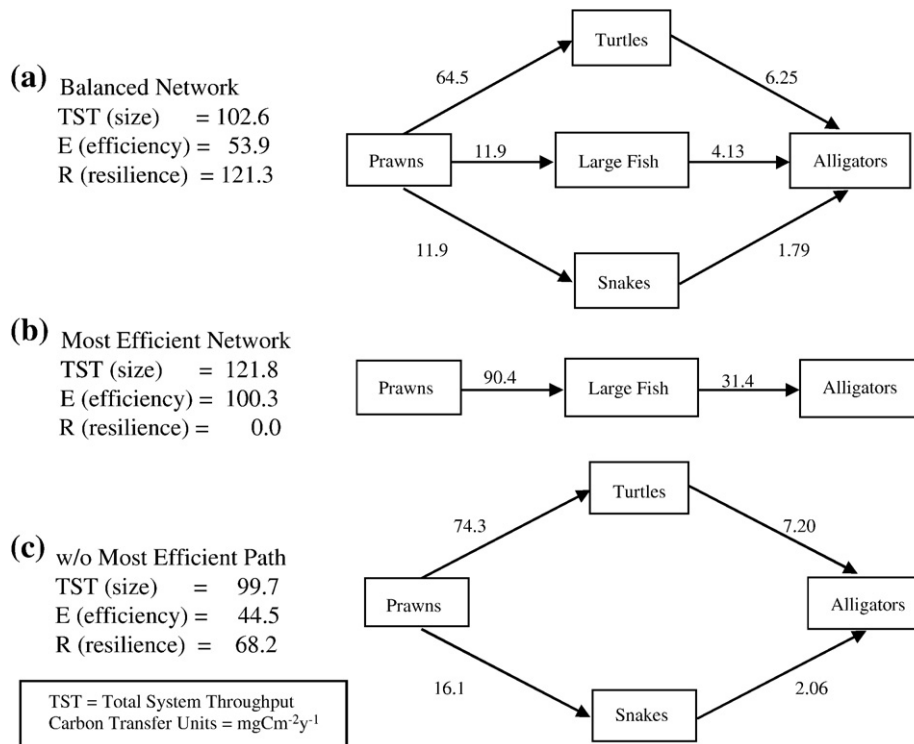 (a) Balanced Network
TST (size) = 102.6
E (efficiency) = 53.9
R (resilience) = 121.3
Turtles
64.5
6.25
Prawns
11.9
Large Fish
4.13
Alligators
11.9
1.79
Snakes
(b) Most Efficient Network
TST (size) = 121.8
E (efficiency) = 100.3
R (resilience) = 0.0
Prawns
90.4
Large Fish
31.4
Alligators
(c) w/o Most Efficient Path
TST (size) = 99.7
E (efficiency) = 44.5
R (resilience) = 68.2
Turtles
74.3
7.20
Prawns
Alligators
16.1
2.06
Snakes
TST = Total System Throughput
Carbon Transfer Units = mgCm⁻²y⁻¹